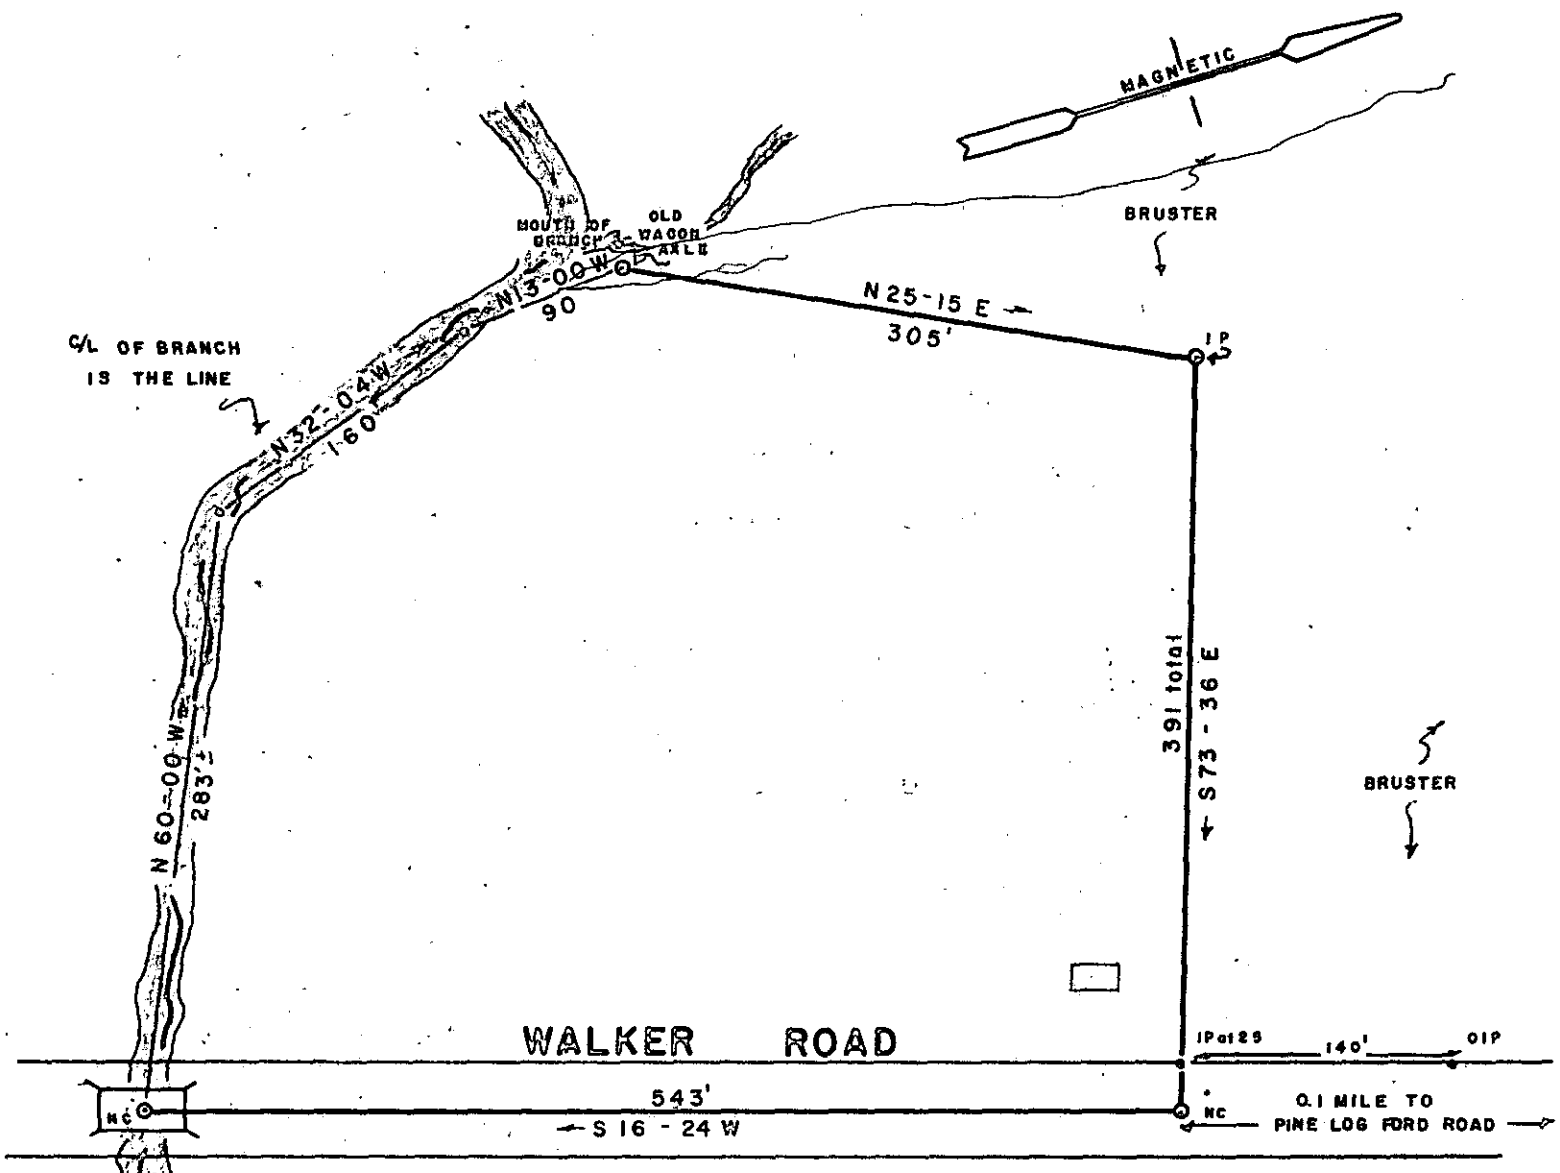 MAGNETIC
BRUSTER
MOUTH OF
BRANCH
OLD
WAGON
AXLE
N13-00W
90
N 25-15 E
305'
IP
C/L OF BRANCH
IS THE LINE
N32-04W
160
391 total
S73-36 E
N 60-00 W
283'±
BRUSTER
WALKER ROAD
IP at 25
140'
OIP
543'
S 16-24 W
NC
NC
0.1 MILE TO
PINE LOG FORD ROAD